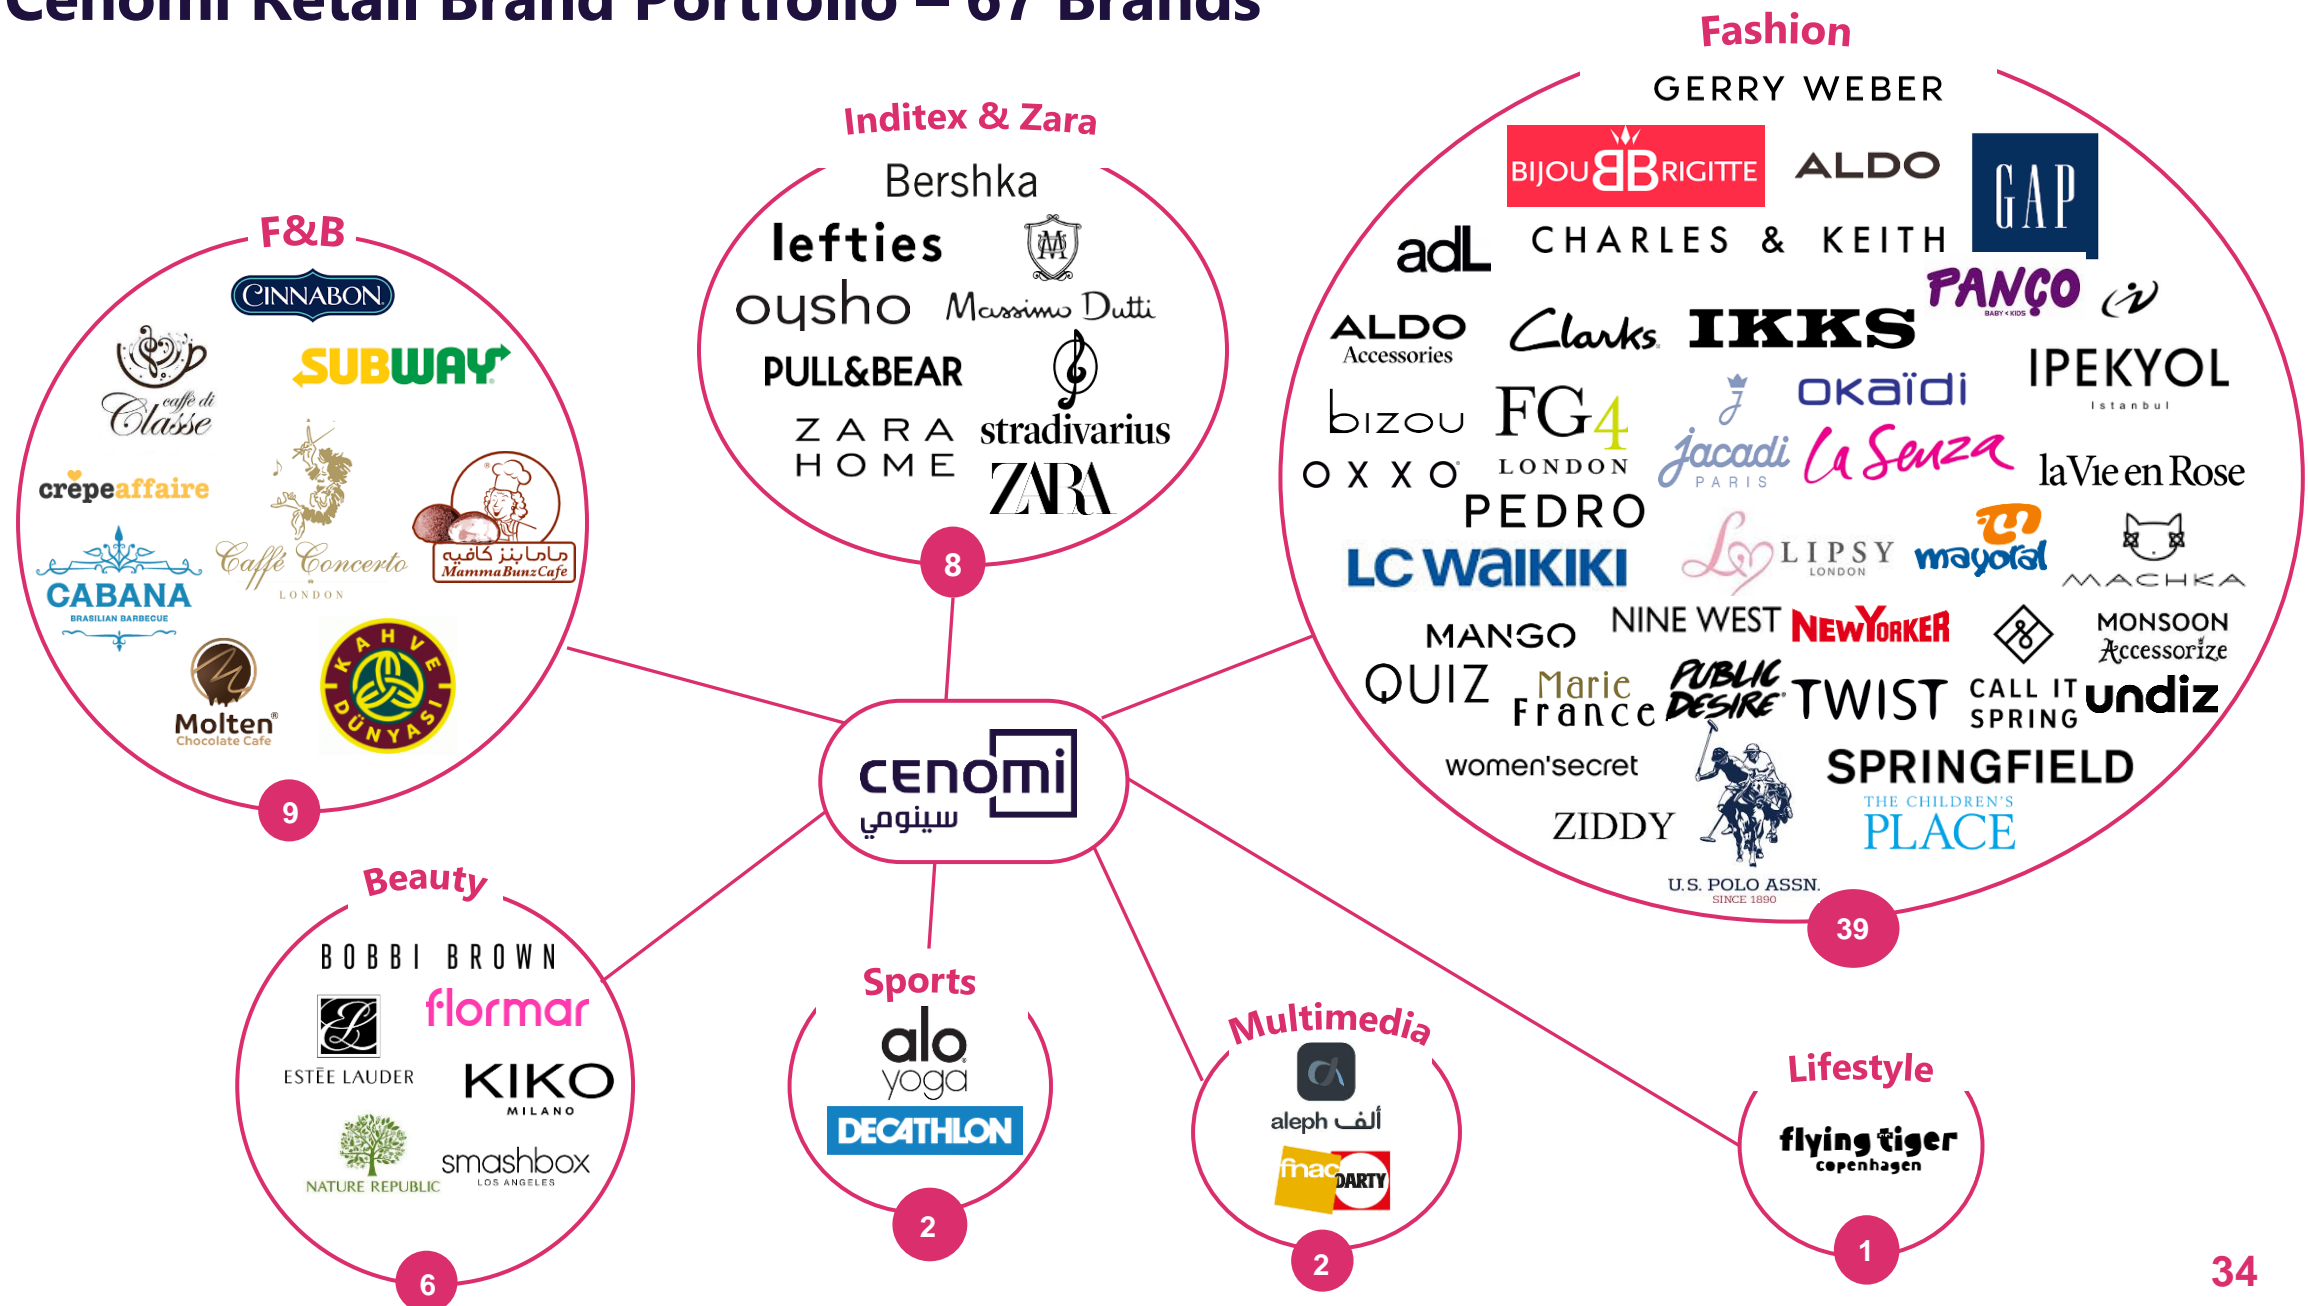 Cenomi Retail Brand Portfolio – 67 Brands
F&B
CINNABON
caffè di
Classe
SUBWAY
crêpeaffaire
Caffé Concerto
LONDON
ماما بنز كافيه
MammaBunzCafe
CABANA
BRASILIAN BARBECUE
Molten
Chocolate Cafe
KAHVE
DÜNYASI
9
Inditex & Zara
Bershka
lefties
oysho
Massimo Dutti
PULL&BEAR
ZARA
HOME
stradivarius
ZARA
8
Fashion
GERRY WEBER
BIJOU BB BRIGITTE
ALDO
GAP
adL
CHARLES & KEITH
PANÇO
BABY < KIDS
ALDO
Accessories
Clarks
IKKS
IPEKYOL
Istanbul
bizou
FG4
LONDON
jacadi
PARIS
OKAÏDI
OXXO
La Senza
la Vie en Rose
PEDRO
LC WAIKIKI
LIPSY
LONDON
mayoral
MACHKA
MANGO
NINE WEST
NEWYORKER
MONSOON
Accessorize
QUIZ
Marie
France
PUBLIC
DESIRE
TWIST
CALL IT
SPRING
undiz
women'secret
SPRINGFIELD
ZIDDY
THE CHILDREN'S
PLACE
U.S. POLO ASSN.
SINCE 1890
39
cenomi
سينومي
Beauty
BOBBI BROWN
flormar
ESTĒE LAUDER
KIKO
MILANO
NATURE REPUBLIC
smashbox
LOS ANGELES
6
Sports
alo
yoga
DECATHLON
2
Multimedia
aleph ألف
fnac DARTY
2
Lifestyle
flying tiger
copenhagen
1
34